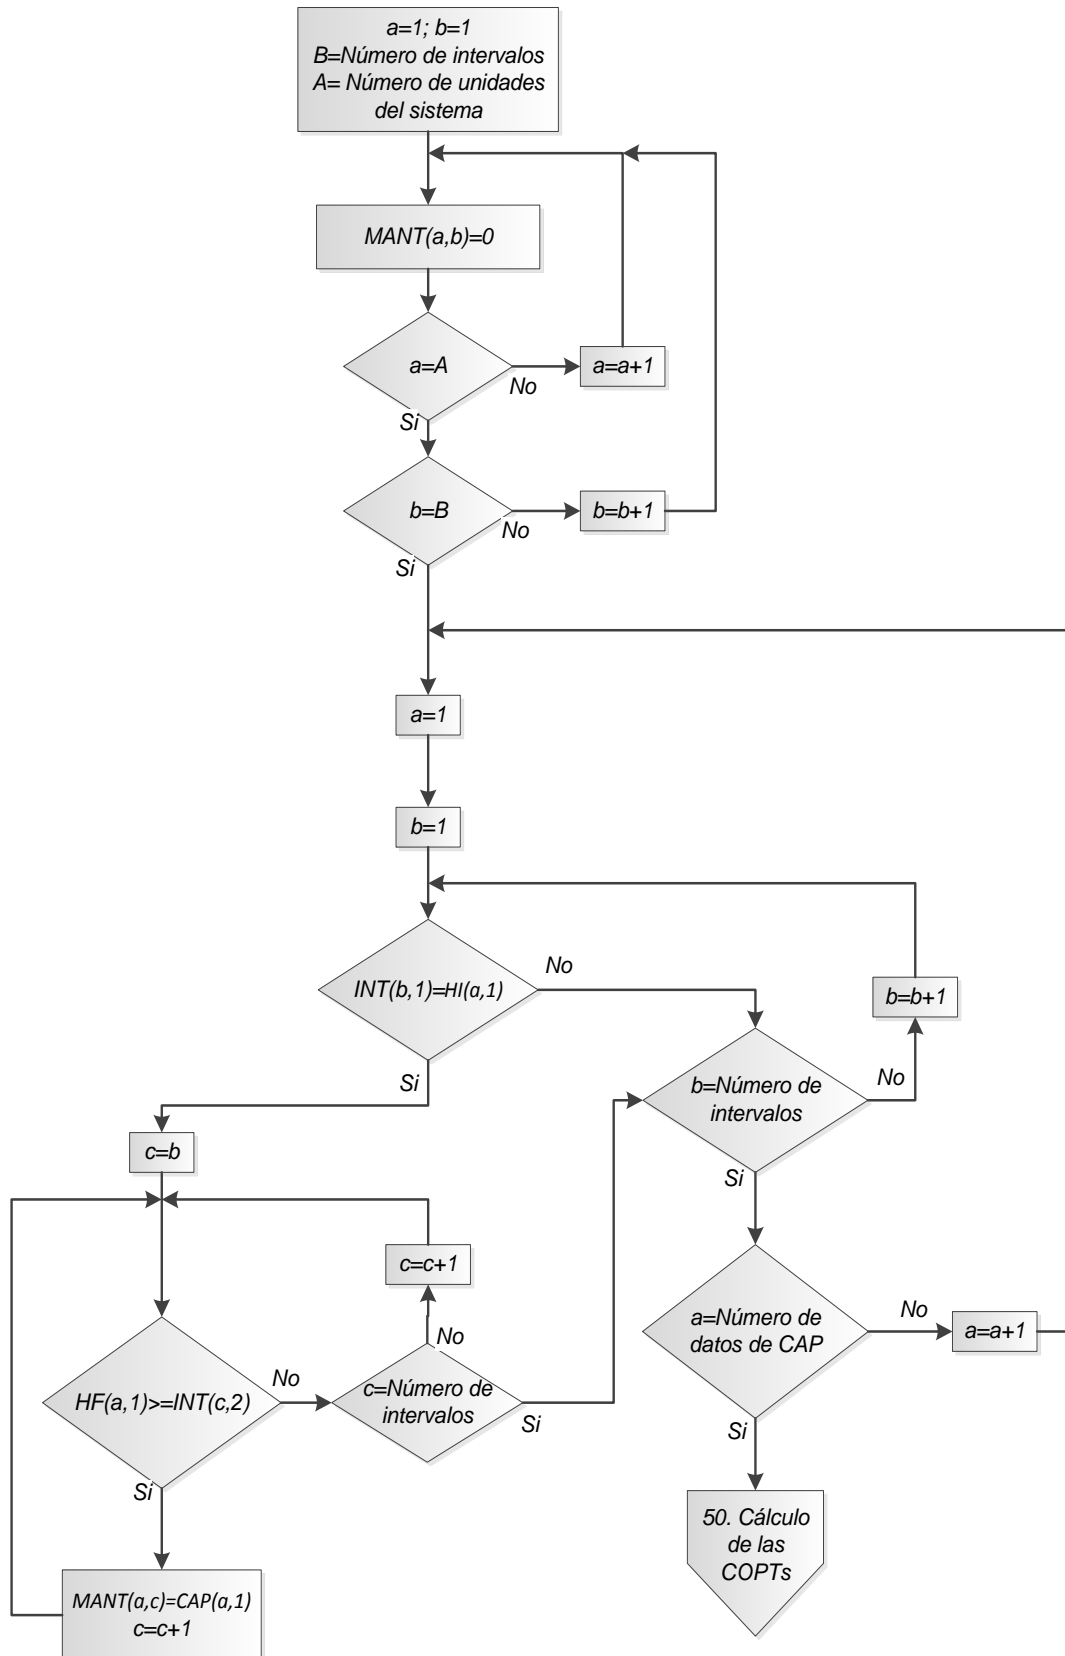 a=1; b=1
B=Número de intervalos
A= Número de unidades
del sistema
MANT(a,b)=0
a=A
No
a=a+1
Si
b=B
No
b=b+1
Si
a=1
b=1
INT(b,1)=HI(a,1)
No
b=b+1
Si
b=Número de
intervalos
No
c=b
Si
c=c+1
a=Número de
datos de CAP
No
a=a+1
No
HF(a,1)>=INT(c,2)
No
c=Número de
intervalos
Si
Si
Si
50. Cálculo
de las
COPTs
MANT(a,c)=CAP(a,1)
c=c+1